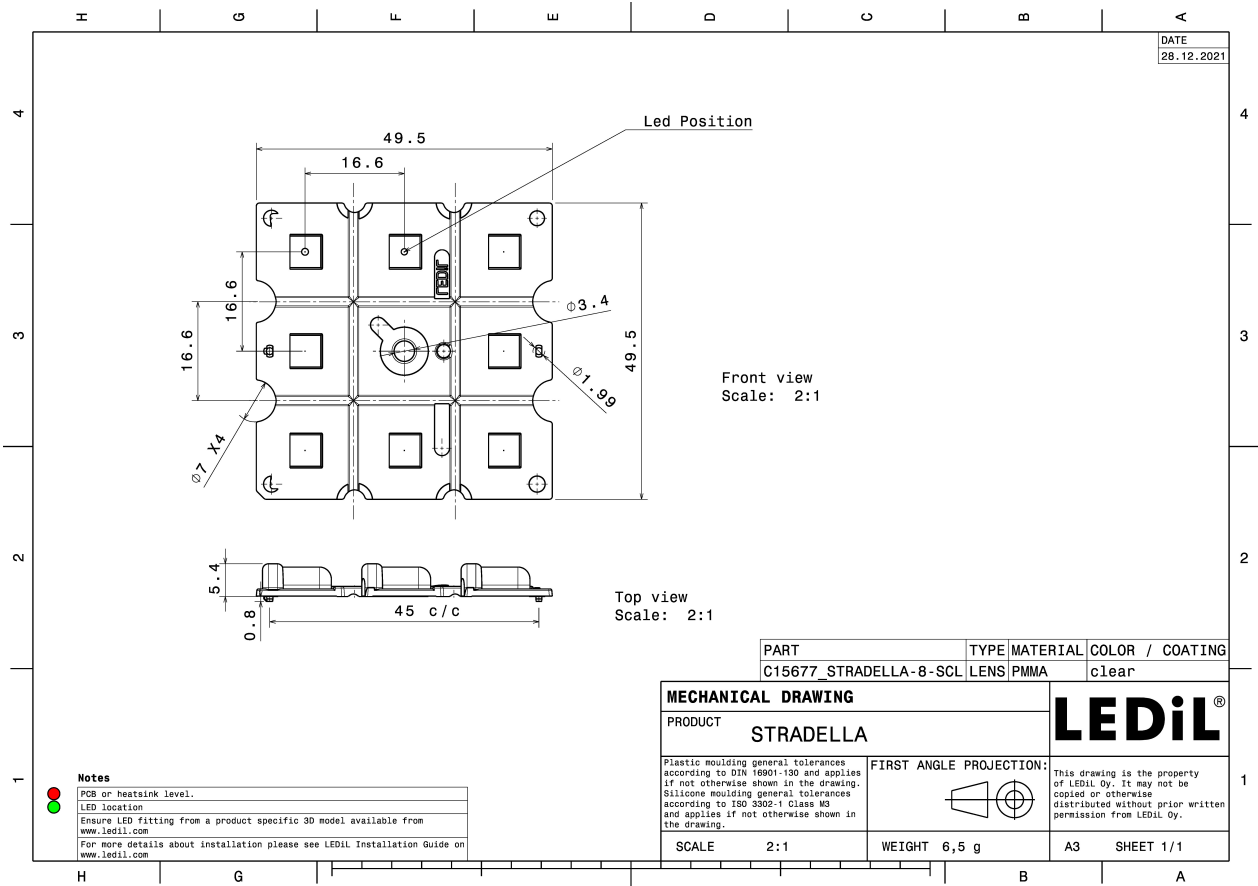 H G F E D C B A
DATE
28.12.2021
4 4
Led Position
49.5
16.6
LEDiL
16.6
⌀3.4
3 3
16.6
49.5
⌀1.99
Front view
Scale: 2:1
⌀7 X4
2 2
5.4
Top view
Scale: 2:1
45 c/c
0.8
PART TYPE MATERIAL COLOR / COATING
C15677_STRADELLA-8-SCL LENS PMMA clear
MECHANICAL DRAWING
LEDiL®
PRODUCT
STRADELLA
Plastic moulding general tolerances
according to DIN 16901-130 and applies
if not otherwise shown in the drawing.
Silicone moulding general tolerances
according to ISO 3302-1 Class M3
and applies if not otherwise shown in
the drawing.
FIRST ANGLE PROJECTION:
This drawing is the property
of LEDiL Oy. It may not be
copied or otherwise
distributed without prior written
permission from LEDiL Oy.
1 1
Notes
PCB or heatsink level.
LED location
Ensure LED fitting from a product specific 3D model available from
www.ledil.com
For more details about installation please see LEDiL Installation Guide on
www.ledil.com
SCALE 2:1 WEIGHT 6,5 g A3 SHEET 1/1
H G B A